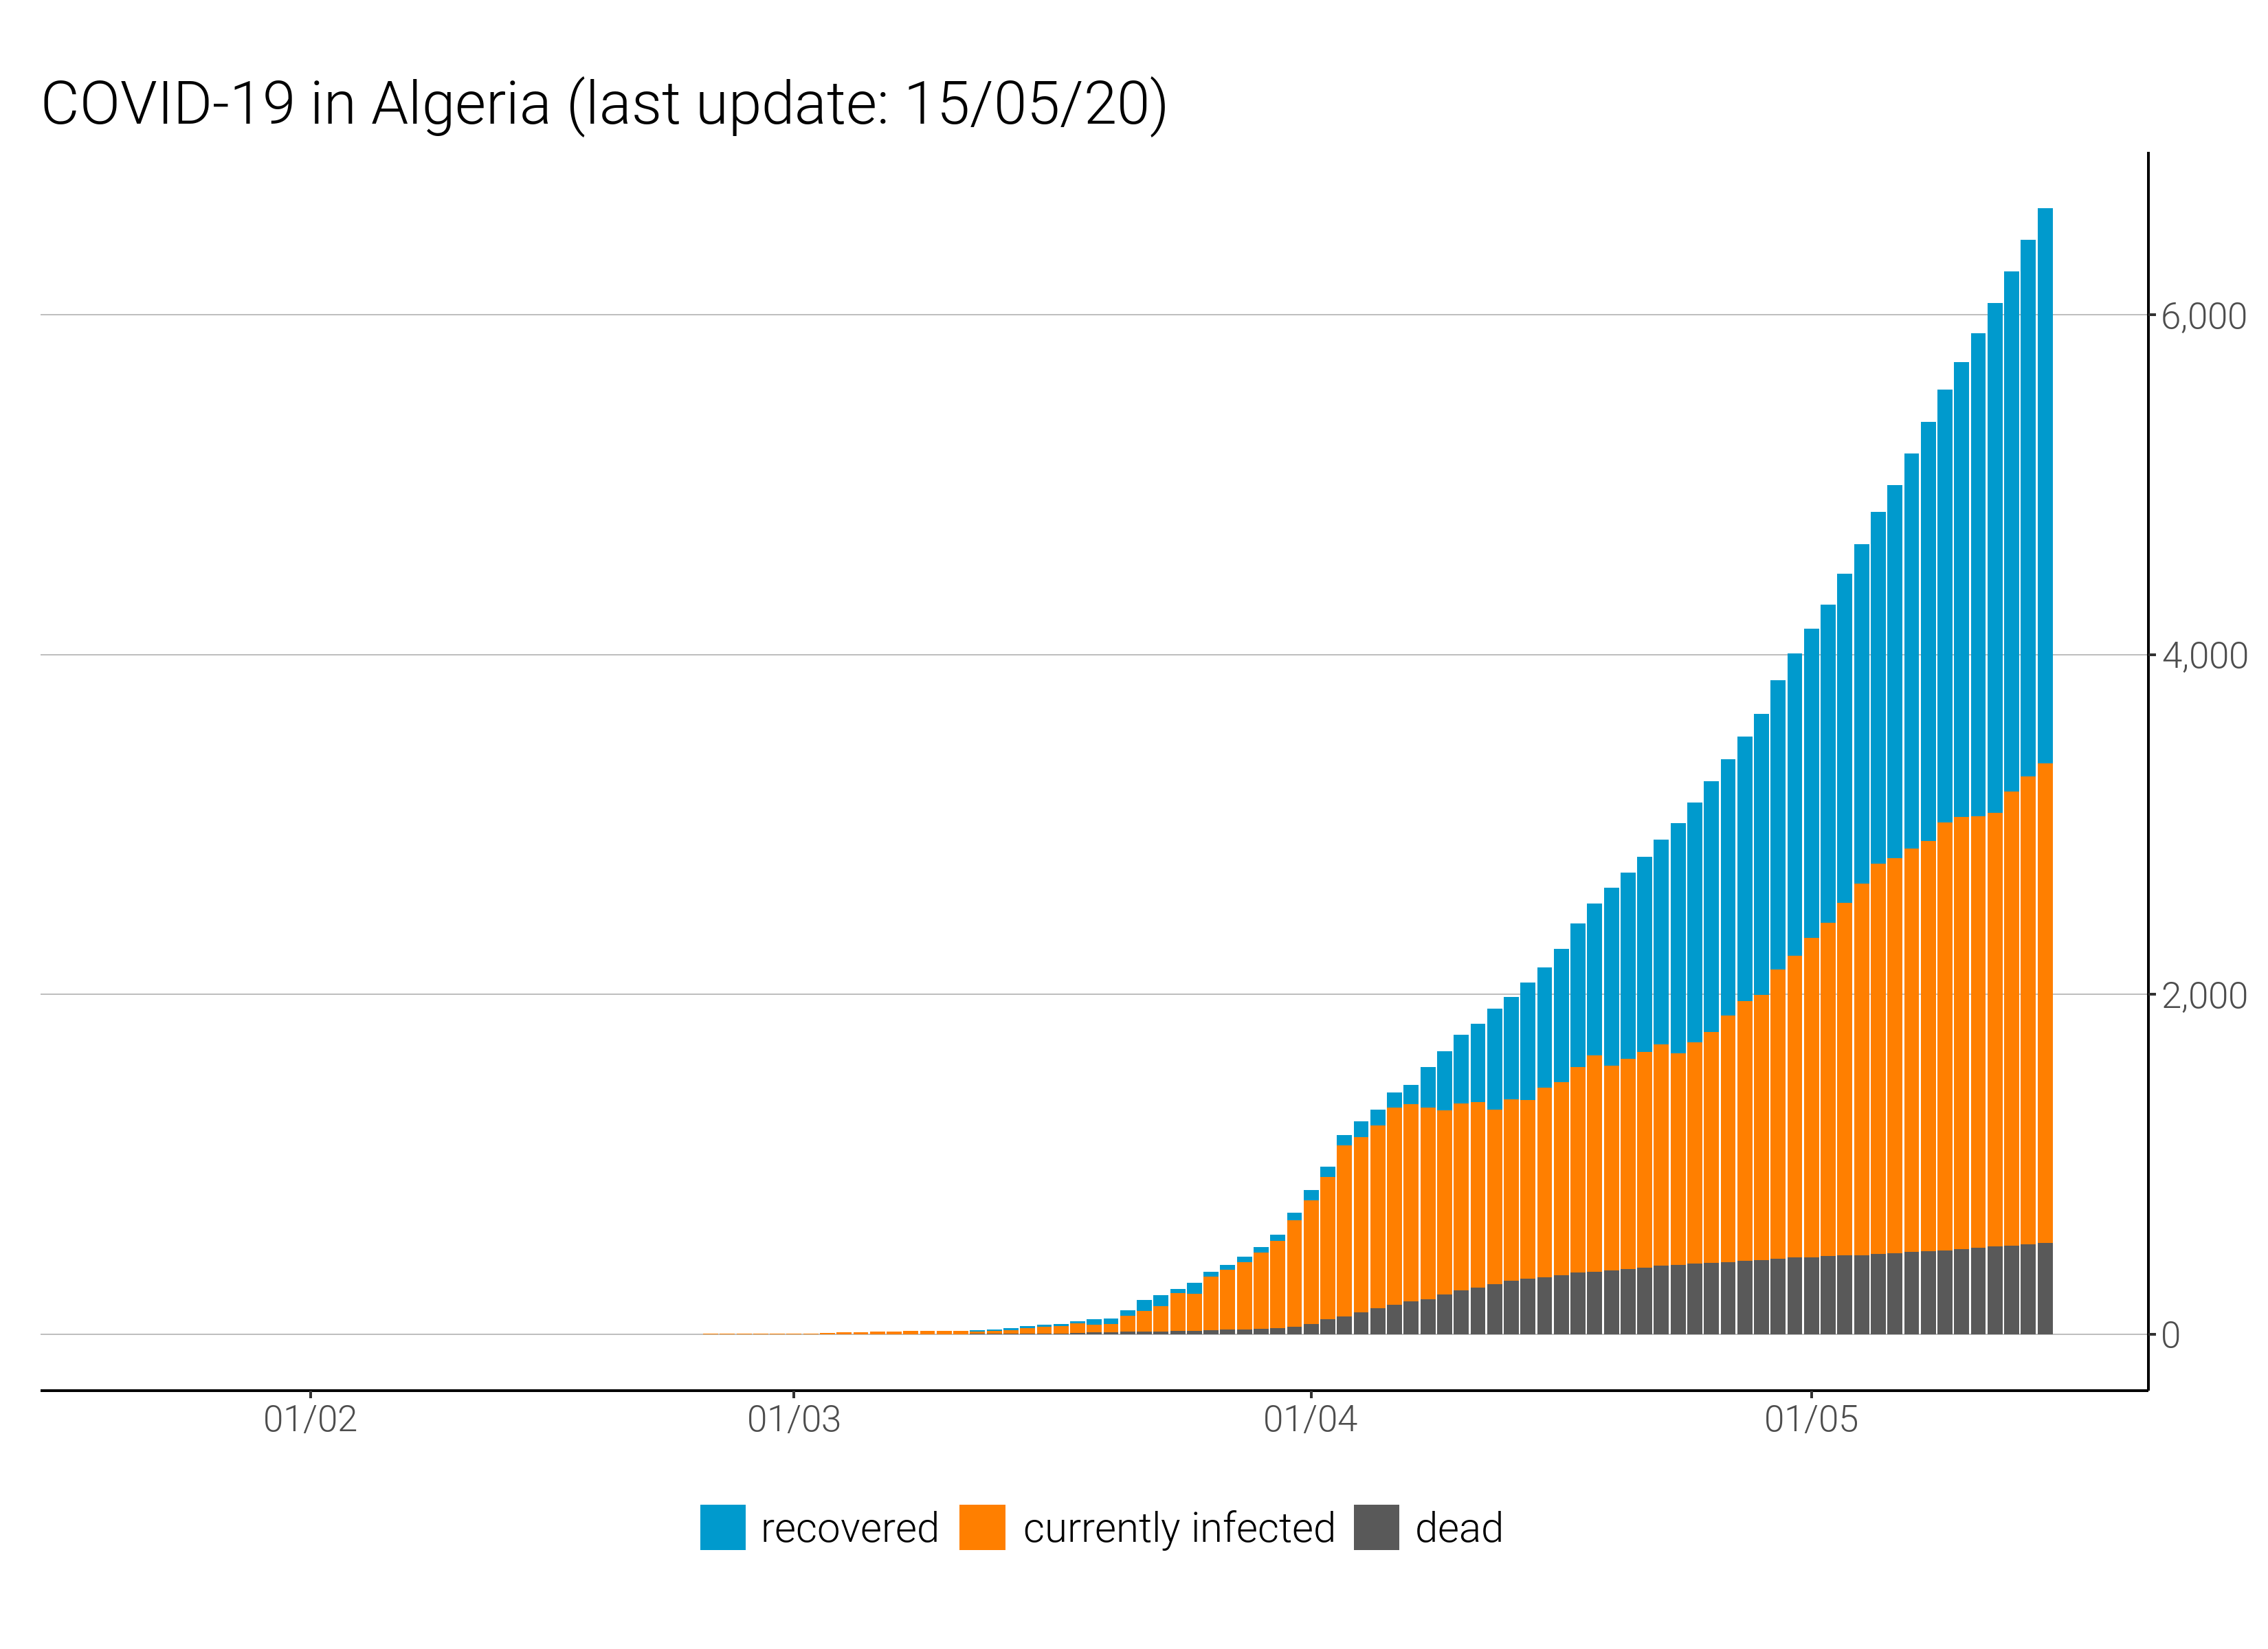 COVID-19 in Algeria (last update: 15/05/20)
6,000
4,000
2,000
0
01/02 01/03 01/04 01/05
recovered currently infected dead